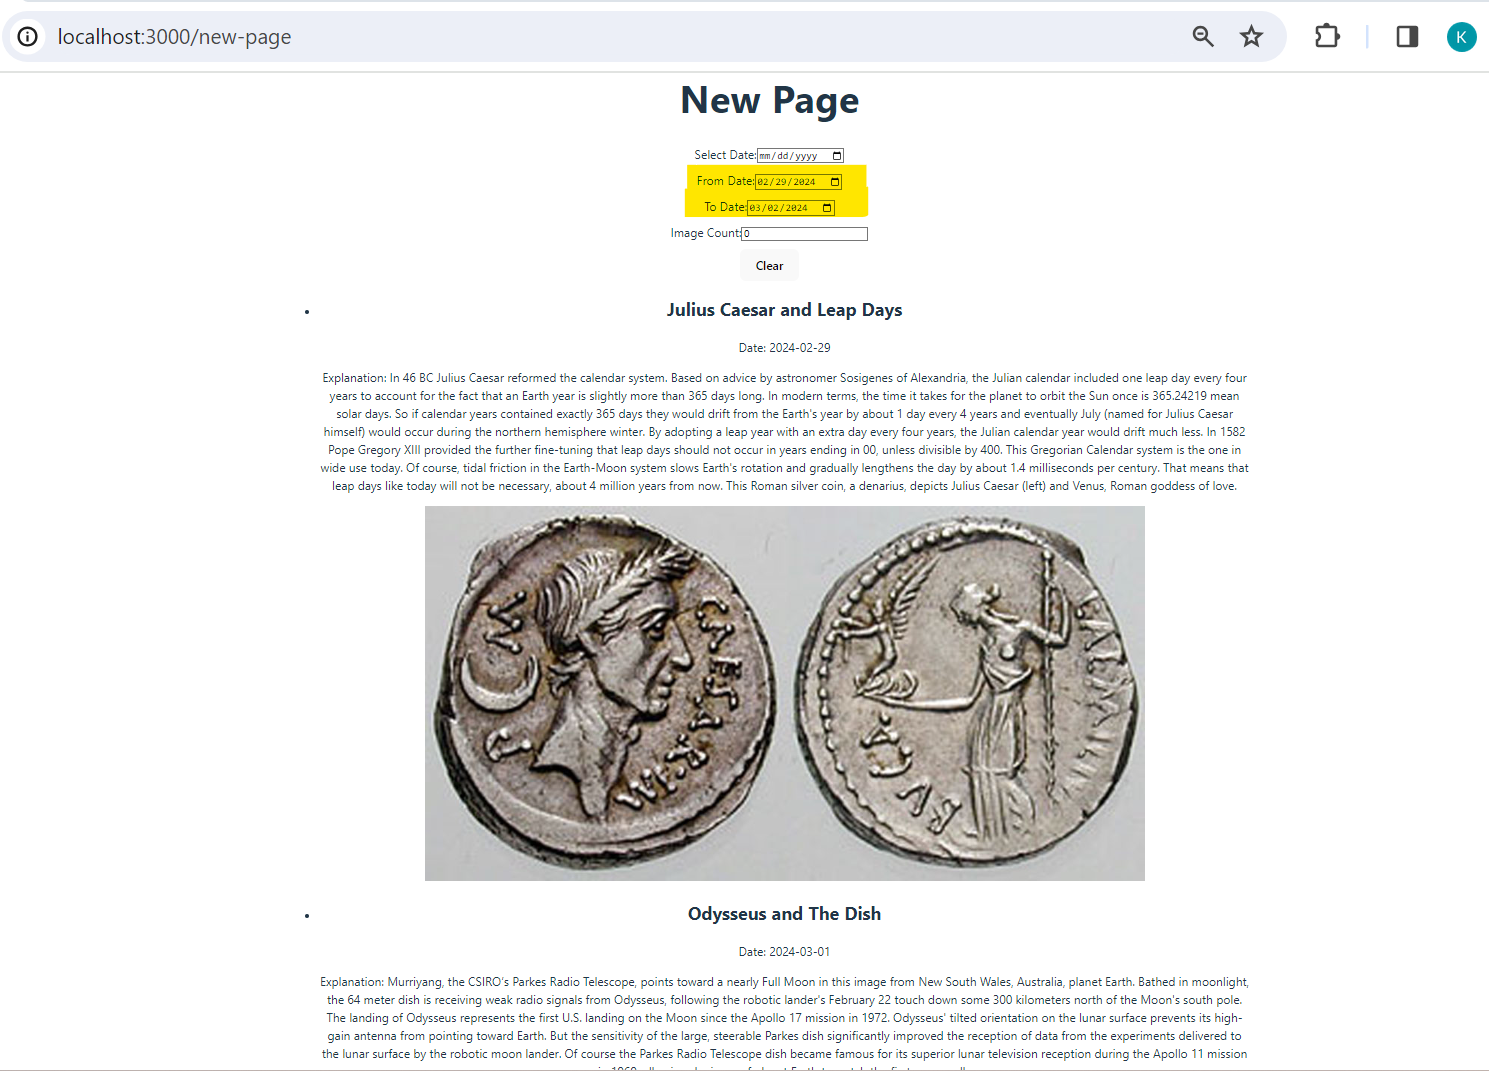 localhost:3000/new-page
K
New Page
Select Date: mm/dd/yyyy
From Date: 02/29/2024
To Date: 03/02/2024
Image Count: 0
Clear
• Julius Caesar and Leap Days
Date: 2024-02-29
Explanation: In 46 BC Julius Caesar reformed the calendar system. Based on advice by astronomer Sosigenes of Alexandria, the Julian calendar included one leap day every four
years to account for the fact that an Earth year is slightly more than 365 days long. In modern terms, the time it takes for the planet to orbit the Sun once is 365.24219 mean
solar days. So if calendar years contained exactly 365 days they would drift from the Earth's year by about 1 day every 4 years and eventually July (named for Julius Caesar
himself) would occur during the northern hemisphere winter. By adopting a leap year with an extra day every four years, the Julian calendar year would drift much less. In 1582
Pope Gregory XIII provided the further fine-tuning that leap days should not occur in years ending in 00, unless divisible by 400. This Gregorian Calendar system is the one in
wide use today. Of course, tidal friction in the Earth-Moon system slows Earth's rotation and gradually lengthens the day by about 1.4 milliseconds per century. That means that
leap days like today will not be necessary, about 4 million years from now. This Roman silver coin, a denarius, depicts Julius Caesar (left) and Venus, Roman goddess of love.
CAESAR
• Odysseus and The Dish
Date: 2024-03-01
Explanation: Murriyang, the CSIRO's Parkes Radio Telescope, points toward a nearly Full Moon in this image from New South Wales, Australia, planet Earth. Bathed in moonlight,
the 64 meter dish is receiving weak radio signals from Odysseus, following the robotic lander's February 22 touch down some 300 kilometers north of the Moon's south pole.
The landing of Odysseus represents the first U.S. landing on the Moon since the Apollo 17 mission in 1972. Odysseus' tilted orientation on the lunar surface prevents its high-
gain antenna from pointing toward Earth. But the sensitivity of the large, steerable Parkes dish significantly improved the reception of data from the experiments delivered to
the lunar surface by the robotic moon lander. Of course the Parkes Radio Telescope dish became famous for its superior lunar television reception during the Apollo 11 mission